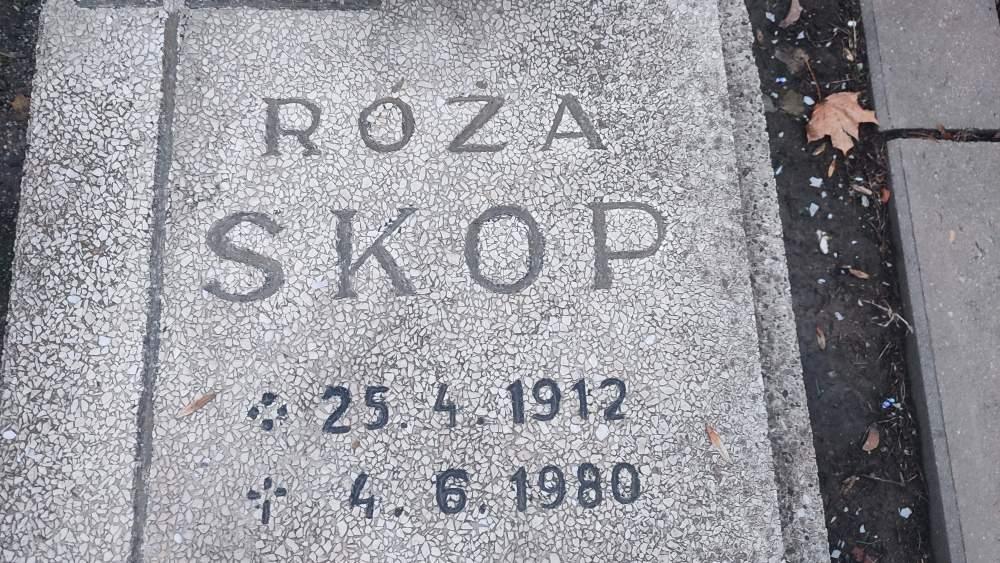 RÓŻA
SKOP
25. 4. 1912
4. 6. 1980